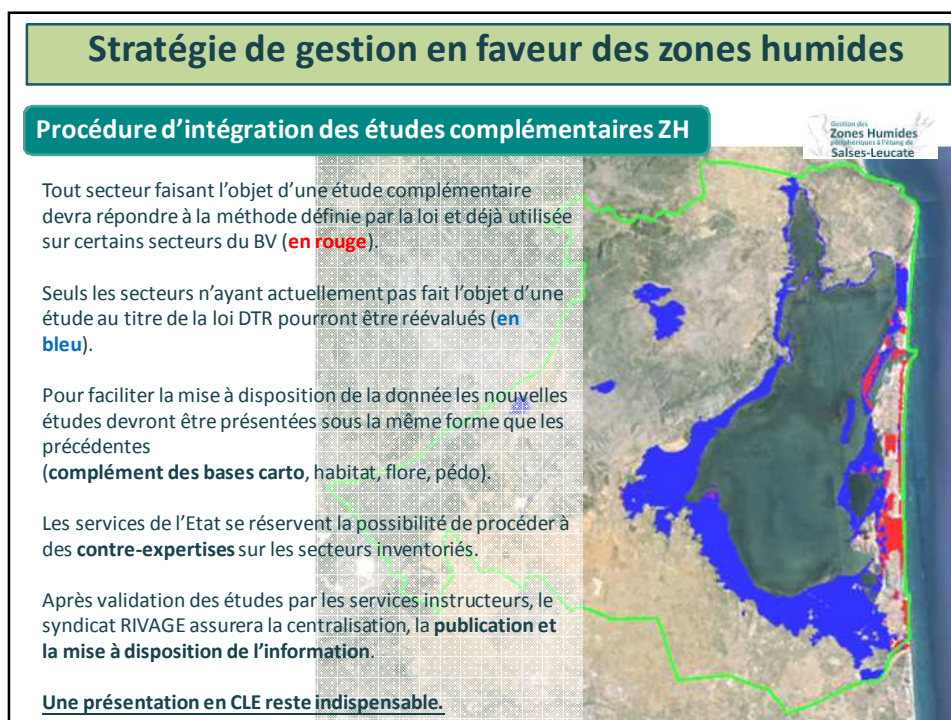 Stratégie de gestion en faveur des zones humides
Procédure d'intégration des études complémentaires ZH
Gestion des
Zones Humides
périphériques à l'étang de
Salses-Leucate
Tout secteur faisant l'objet d'une étude complémentaire
devra répondre à la méthode définie par la loi et déjà utilisée
sur certains secteurs du BV (en rouge).
Seuls les secteurs n'ayant actuellement pas fait l'objet d'une
étude au titre de la loi DTR pourront être réévalués (en
bleu).
Pour faciliter la mise à disposition de la donnée les nouvelles
études devront être présentées sous la même forme que les
précédentes
(complément des bases carto, habitat, flore, pédo).
Les services de l'Etat se réservent la possibilité de procéder à
des contre-expertises sur les secteurs inventoriés.
Après validation des études par les services instructeurs, le
syndicat RIVAGE assurera la centralisation, la publication et
la mise à disposition de l'information.
Une présentation en CLE reste indispensable.